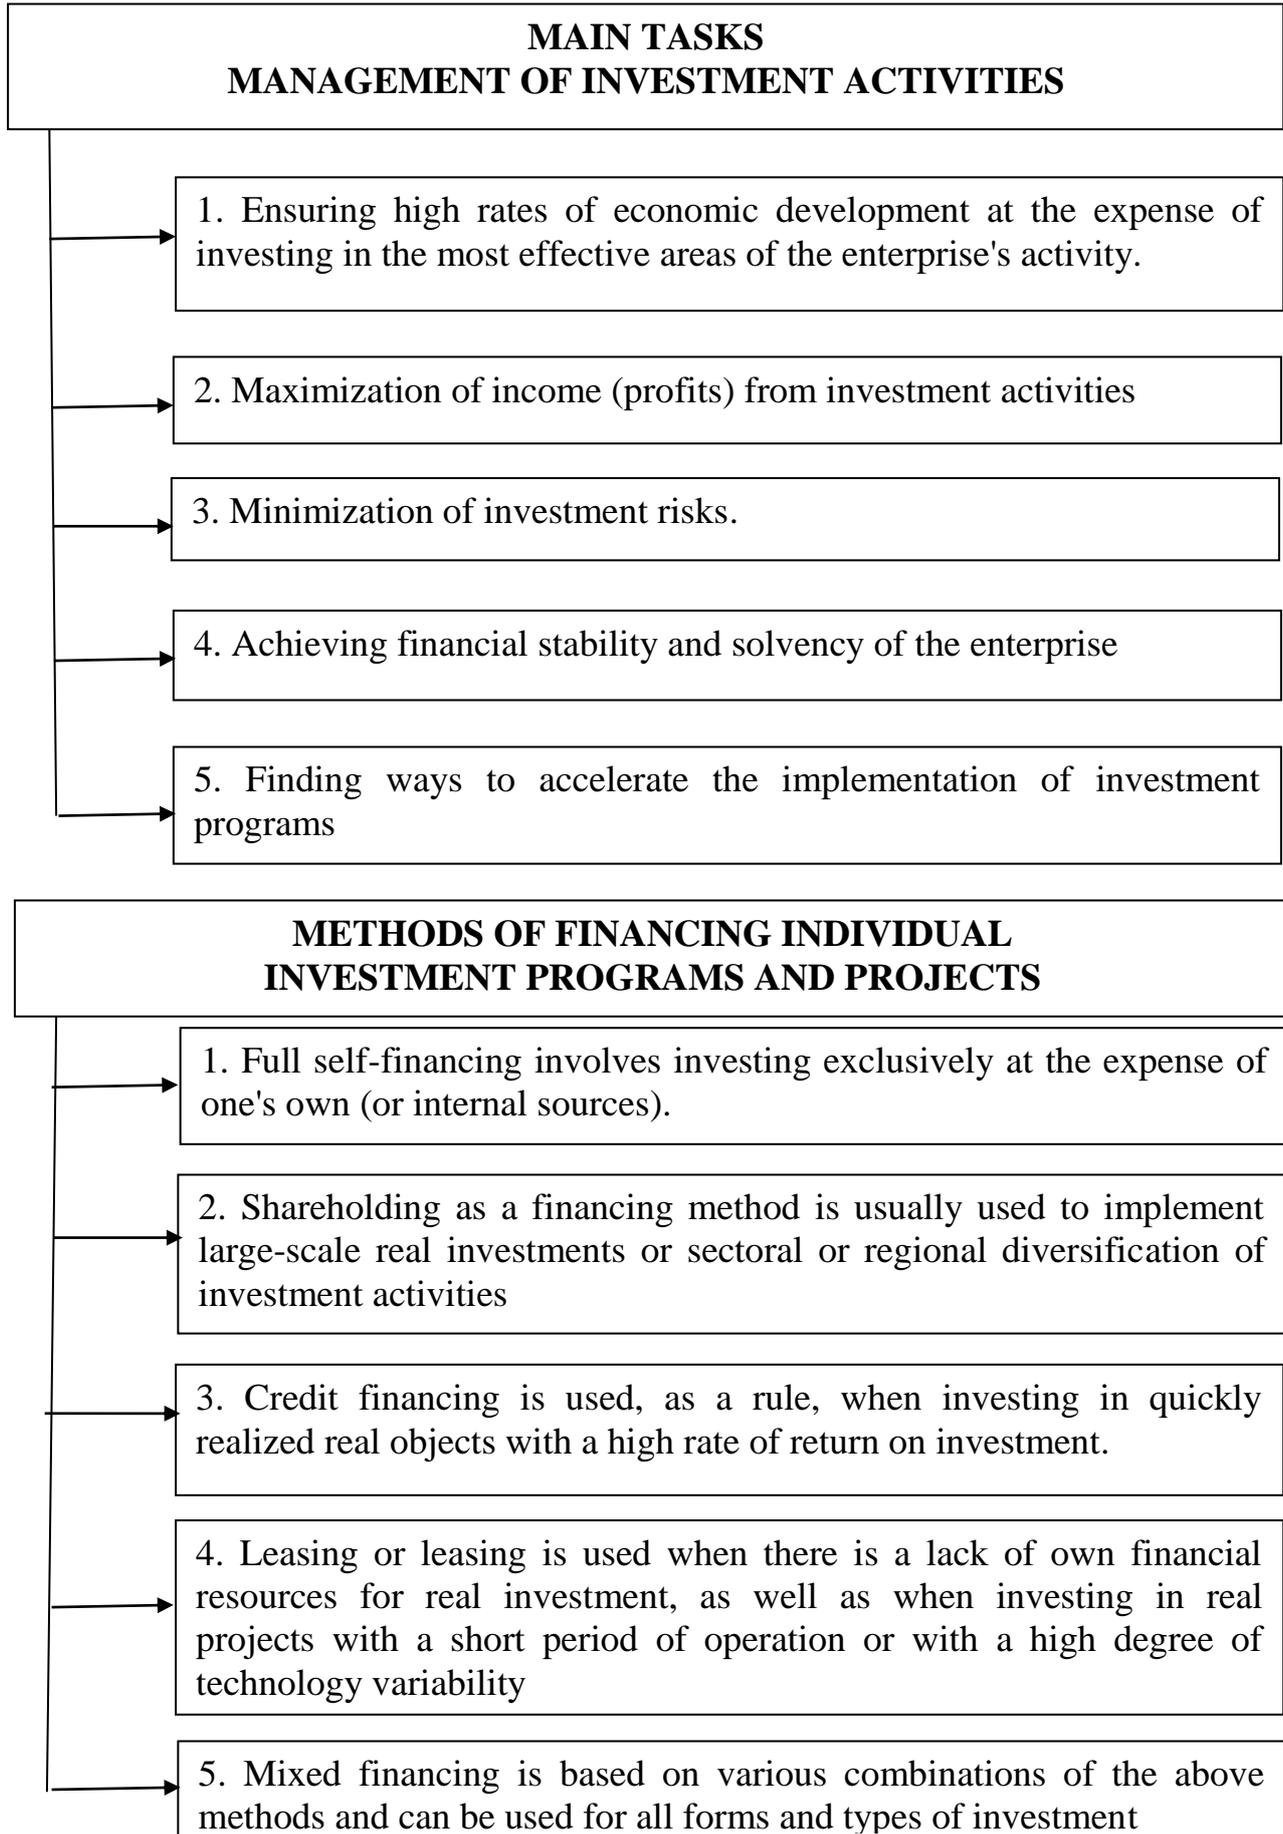 MAIN TASKS
MANAGEMENT OF INVESTMENT ACTIVITIES
1. Ensuring high rates of economic development at the expense of
investing in the most effective areas of the enterprise's activity.
2. Maximization of income (profits) from investment activities
3. Minimization of investment risks.
4. Achieving financial stability and solvency of the enterprise
5. Finding ways to accelerate the implementation of investment
programs
METHODS OF FINANCING INDIVIDUAL
INVESTMENT PROGRAMS AND PROJECTS
1. Full self-financing involves investing exclusively at the expense of
one's own (or internal sources).
2. Shareholding as a financing method is usually used to implement
large-scale real investments or sectoral or regional diversification of
investment activities
3. Credit financing is used, as a rule, when investing in quickly
realized real objects with a high rate of return on investment.
4. Leasing or leasing is used when there is a lack of own financial
resources for real investment, as well as when investing in real
projects with a short period of operation or with a high degree of
technology variability
5. Mixed financing is based on various combinations of the above
methods and can be used for all forms and types of investment